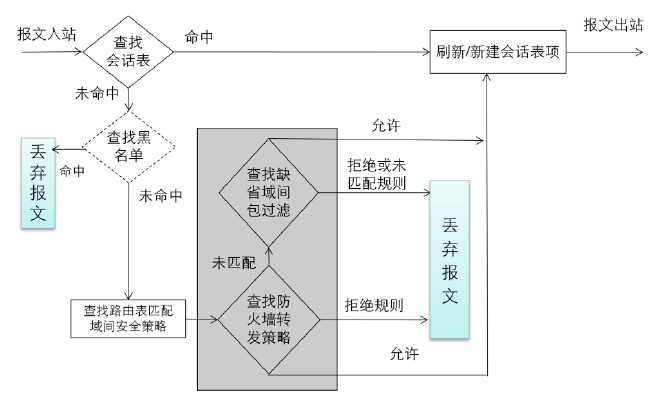 报文入站
查找
会话表
命中
刷新/新建会话表项
报文出站
未命中
查找黑
名单
命中
丢
弃
报
文
未命中
允许
查找缺
省域间
包过滤
拒绝或未
匹配规则
丢
弃
报
文
未匹配
查找路由表匹配
域间安全策略
查找防
火墙转
发策略
拒绝规则
允许